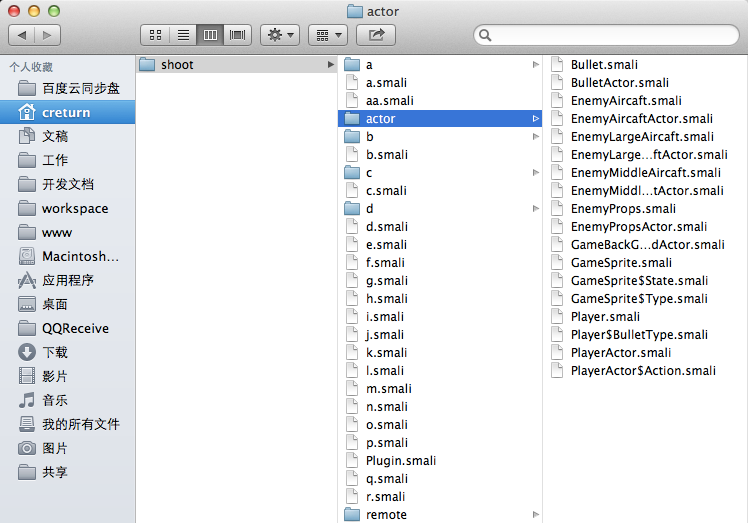 actor
个人收藏
百度云同步盘
creturn
文稿
工作
开发文档
workspace
www
Macintosh...
应用程序
桌面
QQReceive
下载
影片
音乐
我的所有文件
图片
共享
shoot
a
a.smali
aa.smali
actor
b
b.smali
c
c.smali
d
d.smali
e.smali
f.smali
g.smali
h.smali
i.smali
j.smali
k.smali
l.smali
m.smali
n.smali
o.smali
p.smali
Plugin.smali
q.smali
r.smali
remote
Bullet.smali
BulletActor.smali
EnemyAircaft.smali
EnemyAircaftActor.smali
EnemyLargeAircaft.smali
EnemyLarge...ftActor.smali
EnemyMiddleAircaft.smali
EnemyMiddl...tActor.smali
EnemyProps.smali
EnemyPropsActor.smali
GameBackG...dActor.smali
GameSprite.smali
GameSprite$State.smali
GameSprite$Type.smali
Player.smali
Player$BulletType.smali
PlayerActor.smali
PlayerActor$Action.smali